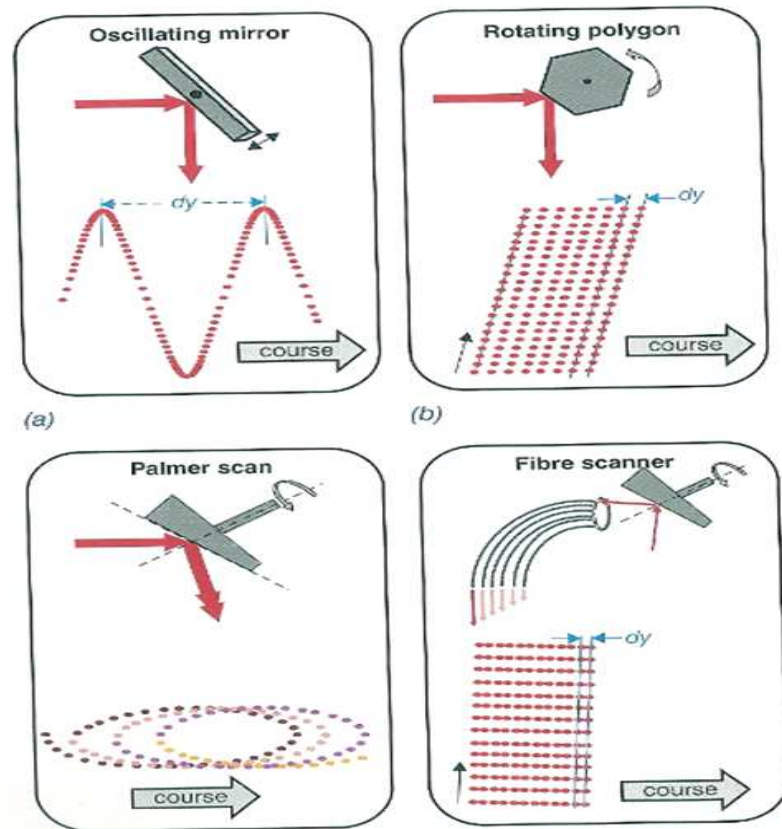 Oscillating mirror
dy
course
Rotating polygon
dy
course
(a)
(b)
Palmer scan
course
Fibre scanner
dy
course